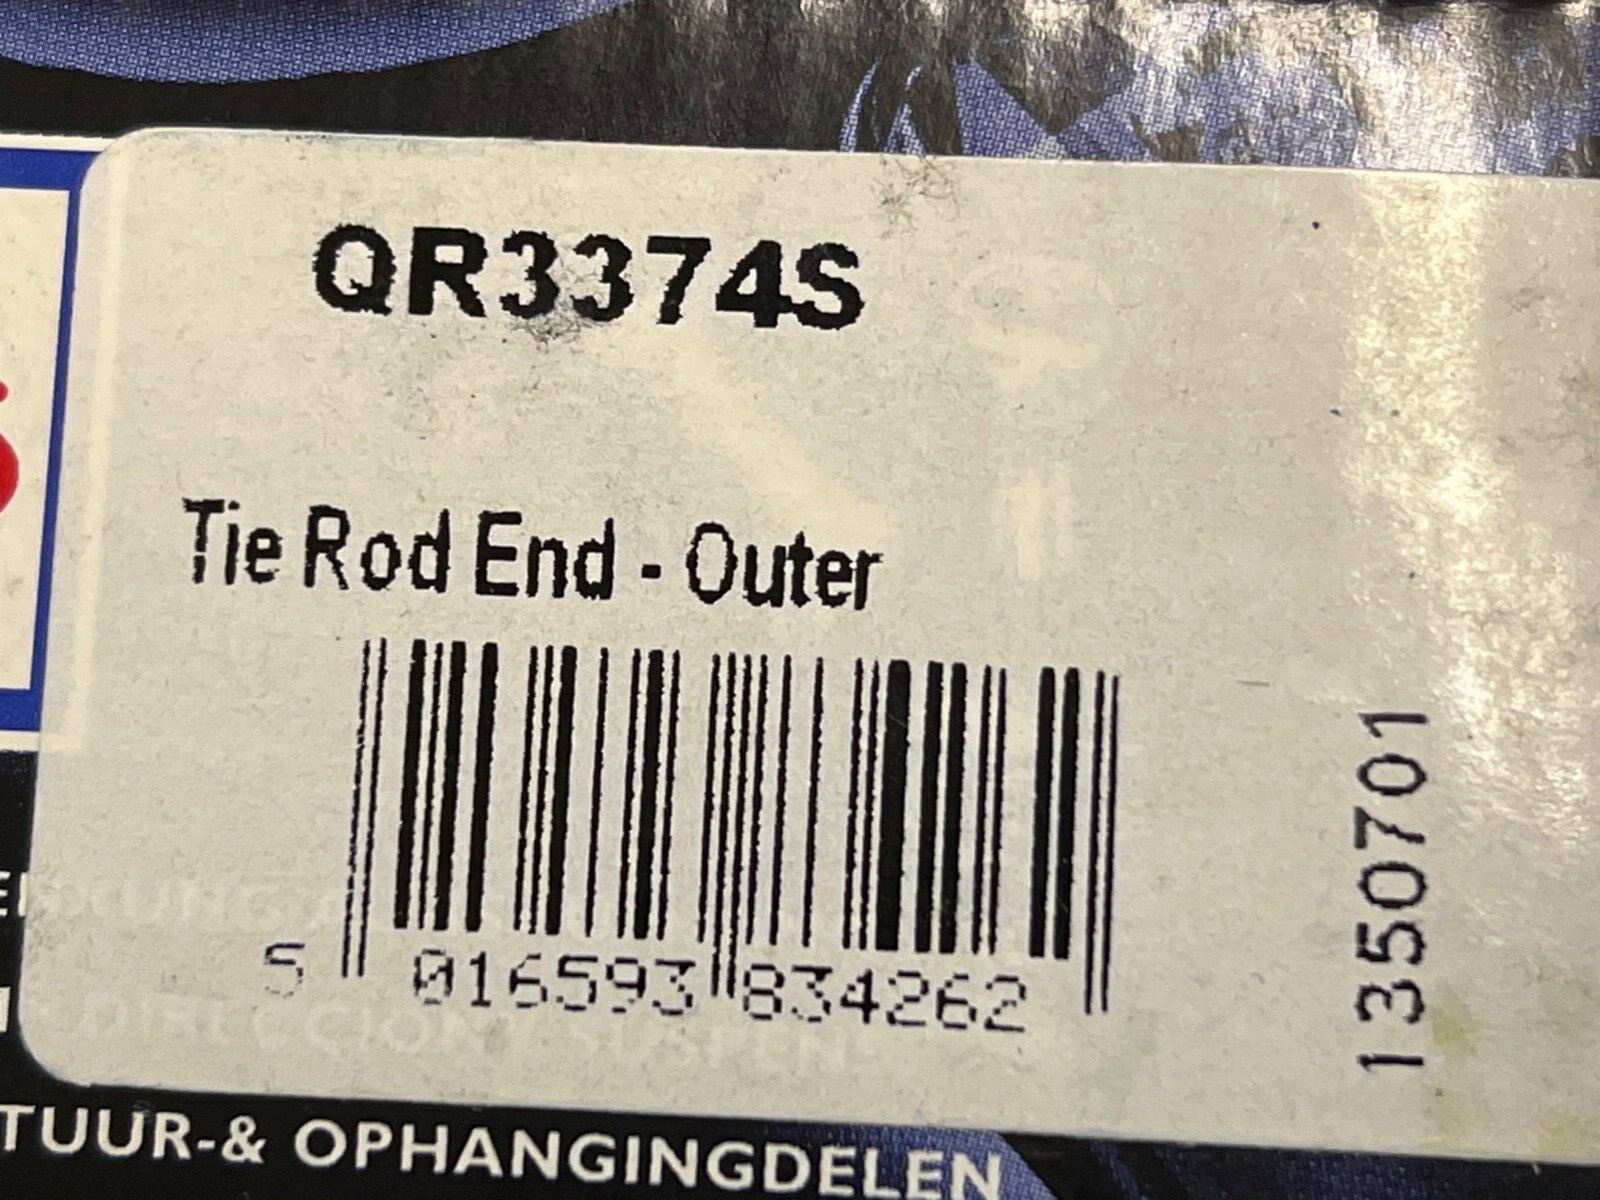 QR3374S
Tie Rod End - Outer
5 016593 834262
1350701
TUUR-& OPHANGINGDELEN